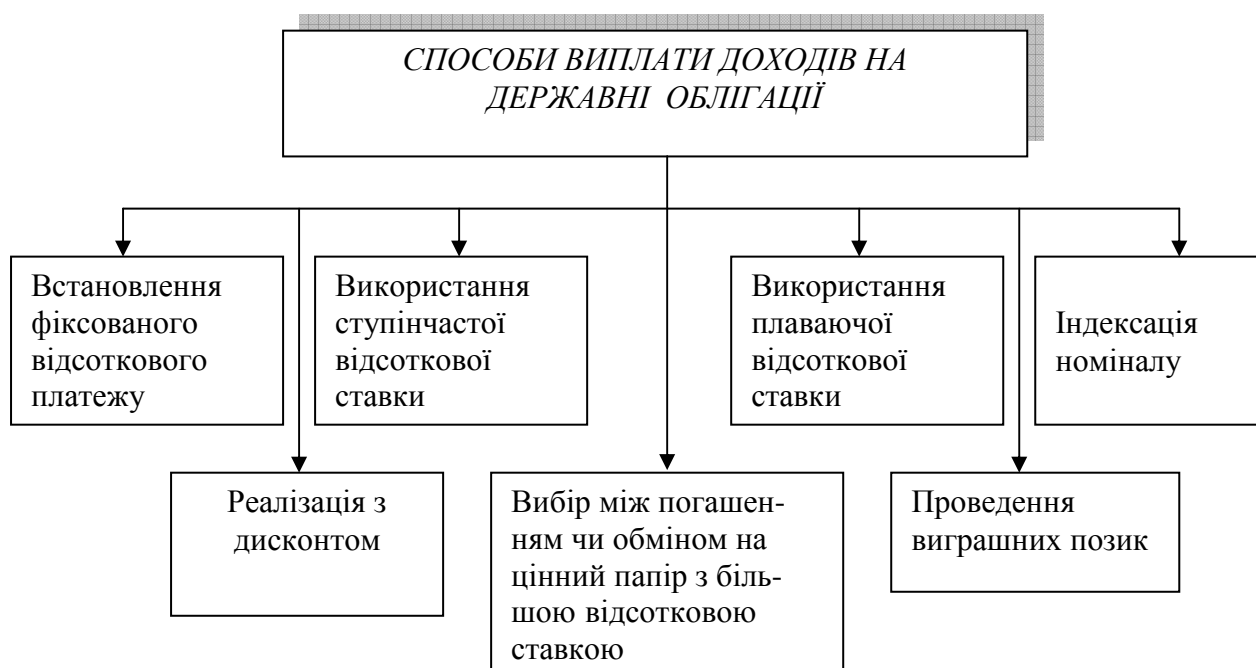 СПОСОБИ ВИПЛАТИ ДОХОДІВ НА
ДЕРЖАВНІ ОБЛІГАЦІЇ
Встановлення
фіксованого
відсоткового
платежу
Використання
ступінчастої
відсоткової
ставки
Використання
плаваючої
відсоткової
ставки
Індексація
номіналу
Реалізація з
дисконтом
Вибір між погашен-
ням чи обміном на
цінний папір з біль-
шою відсотковою
ставкою
Проведення
виграшних позик